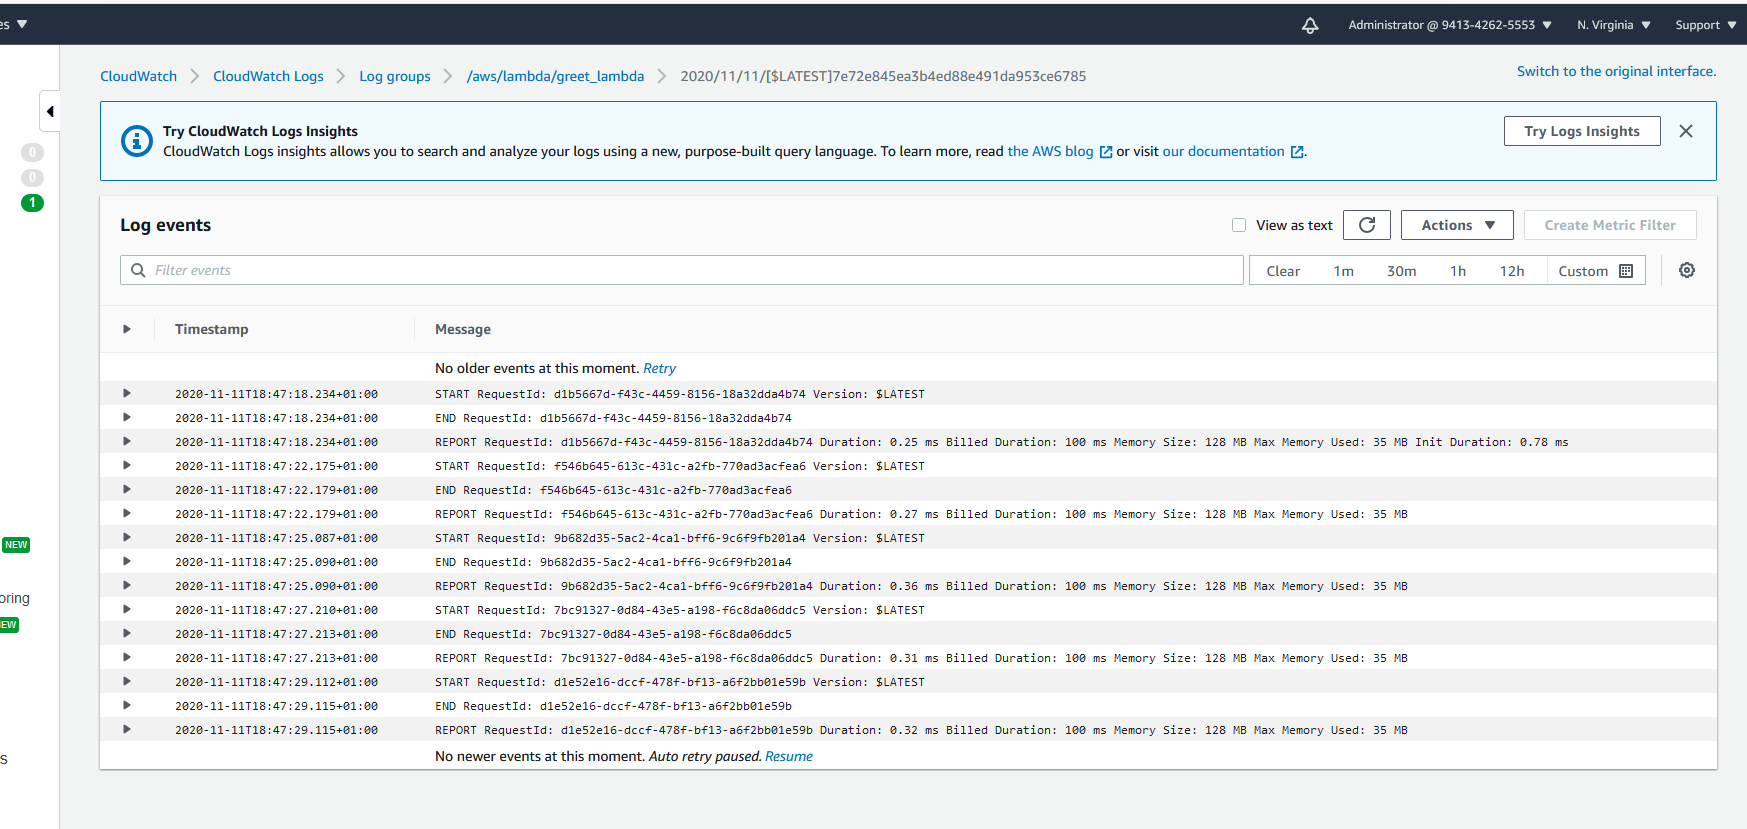 es
Administrator @ 9413-4262-5553 N. Virginia Support
CloudWatch CloudWatch Logs Log groups /aws/lambda/greet_lambda 2020/11/11/[$LATEST]7e72e845ea3b4ed88e491da953ce6785
Switch to the original interface.
Try CloudWatch Logs Insights
CloudWatch Logs insights allows you to search and analyze your logs using a new, purpose-built query language. To learn more, read the AWS blog or visit our documentation.
Try Logs Insights
0
0
1
Log events
View as text Actions Create Metric Filter
Filter events Clear 1m 30m 1h 12h Custom
Timestamp Message
No older events at this moment. Retry
2020-11-11T18:47:18.234+01:00 START RequestId: d1b5667d-f43c-4459-8156-18a32dda4b74 Version: $LATEST
2020-11-11T18:47:18.234+01:00 END RequestId: d1b5667d-f43c-4459-8156-18a32dda4b74
2020-11-11T18:47:18.234+01:00 REPORT RequestId: d1b5667d-f43c-4459-8156-18a32dda4b74 Duration: 0.25 ms Billed Duration: 100 ms Memory Size: 128 MB Max Memory Used: 35 MB Init Duration: 0.78 ms
2020-11-11T18:47:22.175+01:00 START RequestId: f546b645-613c-431c-a2fb-770ad3acfea6 Version: $LATEST
2020-11-11T18:47:22.179+01:00 END RequestId: f546b645-613c-431c-a2fb-770ad3acfea6
2020-11-11T18:47:22.179+01:00 REPORT RequestId: f546b645-613c-431c-a2fb-770ad3acfea6 Duration: 0.27 ms Billed Duration: 100 ms Memory Size: 128 MB Max Memory Used: 35 MB
2020-11-11T18:47:25.087+01:00 START RequestId: 9b682d35-5ac2-4ca1-bff6-9c6f9fb201a4 Version: $LATEST
2020-11-11T18:47:25.090+01:00 END RequestId: 9b682d35-5ac2-4ca1-bff6-9c6f9fb201a4
2020-11-11T18:47:25.090+01:00 REPORT RequestId: 9b682d35-5ac2-4ca1-bff6-9c6f9fb201a4 Duration: 0.36 ms Billed Duration: 100 ms Memory Size: 128 MB Max Memory Used: 35 MB
2020-11-11T18:47:27.210+01:00 START RequestId: 7bc91327-0d84-43e5-a198-f6c8da06ddc5 Version: $LATEST
2020-11-11T18:47:27.213+01:00 END RequestId: 7bc91327-0d84-43e5-a198-f6c8da06ddc5
2020-11-11T18:47:27.213+01:00 REPORT RequestId: 7bc91327-0d84-43e5-a198-f6c8da06ddc5 Duration: 0.31 ms Billed Duration: 100 ms Memory Size: 128 MB Max Memory Used: 35 MB
2020-11-11T18:47:29.112+01:00 START RequestId: d1e52e16-dccf-478f-bf13-a6f2bb01e59b Version: $LATEST
2020-11-11T18:47:29.115+01:00 END RequestId: d1e52e16-dccf-478f-bf13-a6f2bb01e59b
2020-11-11T18:47:29.115+01:00 REPORT RequestId: d1e52e16-dccf-478f-bf13-a6f2bb01e59b Duration: 0.32 ms Billed Duration: 100 ms Memory Size: 128 MB Max Memory Used: 35 MB
No newer events at this moment. Auto retry paused. Resume
NEW
oring
EW
s